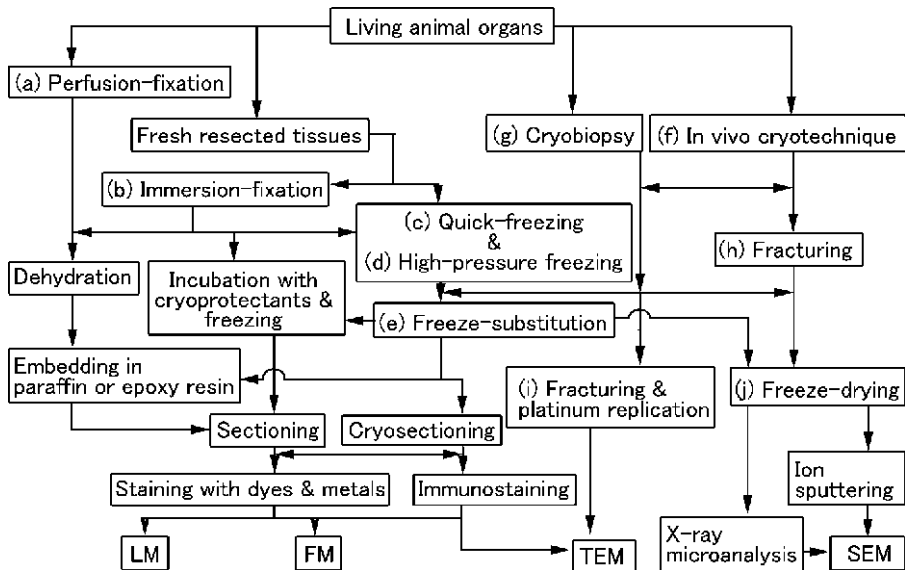 Living animal organs
(a) Perfusion-fixation
Fresh resected tissues
(g) Cryobiopsy
(f) In vivo cryotechnique
(b) Immersion-fixation
(c) Quick-freezing
&
(d) High-pressure freezing
(h) Fracturing
Dehydration
Incubation with
cryoprotectants &
freezing
(e) Freeze-substitution
Embedding in
paraffin or epoxy resin
(i) Fracturing &
platinum replication
(j) Freeze-drying
Sectioning
Cryosectioning
Staining with dyes & metals
Immunostaining
Ion
sputtering
LM
FM
TEM
X-ray
microanalysis
SEM